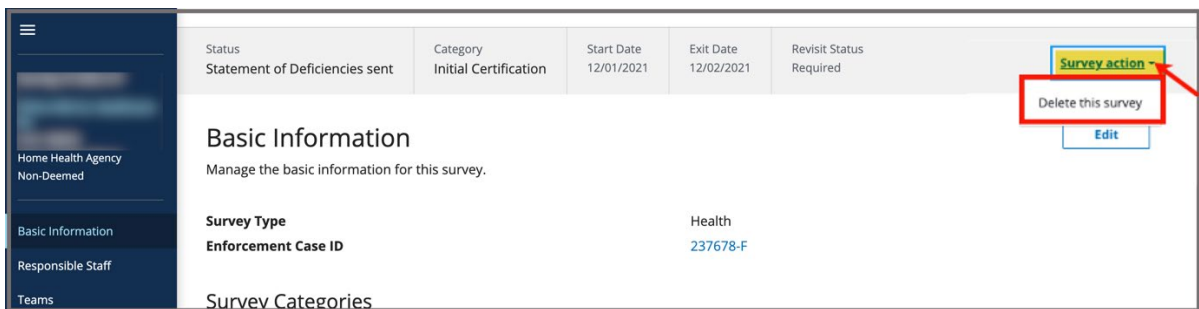 Status
Statement of Deficiencies sent
Category
Initial Certification
Start Date
12/01/2021
Exit Date
12/02/2021
Revisit Status
Required
Survey action
Delete this survey
Edit
Home Health Agency
Non-Deemed
Basic Information
Responsible Staff
Teams
Basic Information
Manage the basic information for this survey.
Survey Type Health
Enforcement Case ID 237678-F
Survey Categories